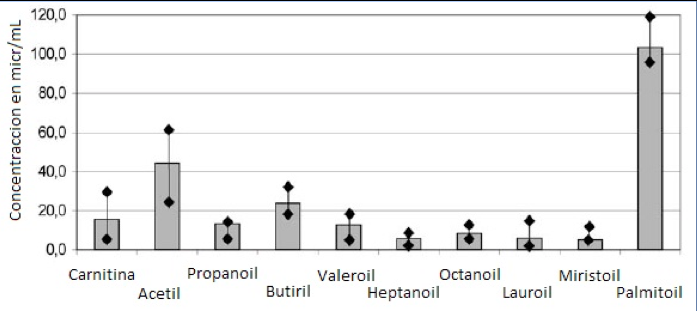 Concentraccion en micr/mL
120,0
100,0
80,0
60,0
40,0
20,0
0,0
Carnitina
Acetil
Propanoil
Butiril
Valeroil
Heptanoil
Octanoil
Lauroil
Miristoil
Palmitoil